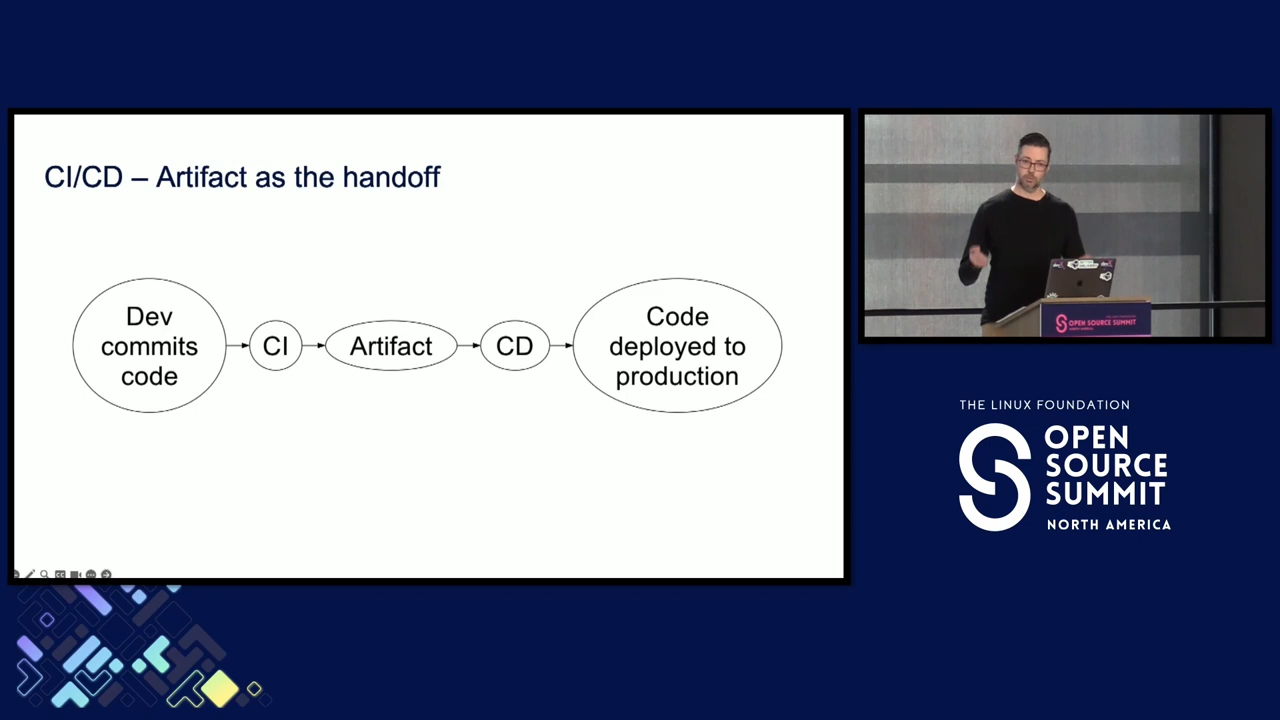 CI/CD – Artifact as the handoff
Dev
commits
code
CI
Artifact
CD
Code
deployed to
production
OPEN SOURCE SUMMIT
THE LINUX FOUNDATION
OPEN
SOURCE
SUMMIT
NORTH AMERICA